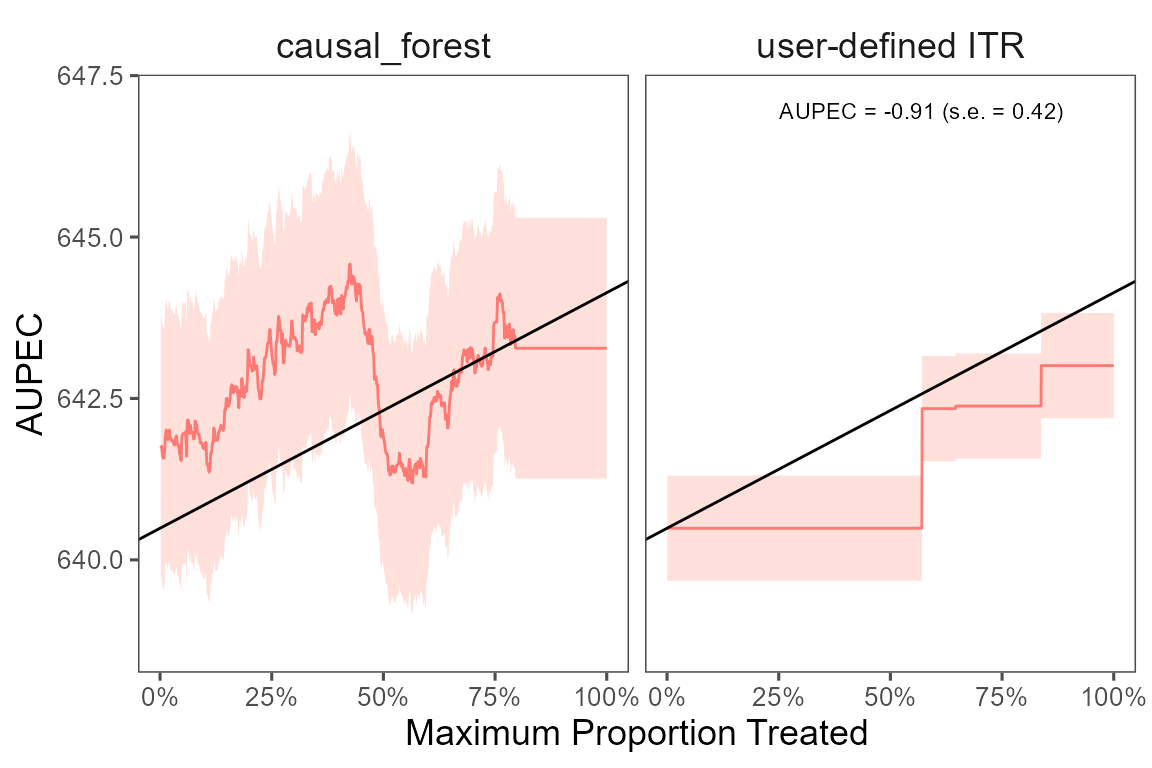 causal_forest
user-defined ITR
AUPEC = -0.91 (s.e. = 0.42)
AUPEC
647.5
645.0
642.5
640.0
0% 25% 50% 75% 100%
0% 25% 50% 75% 100%
Maximum Proportion Treated